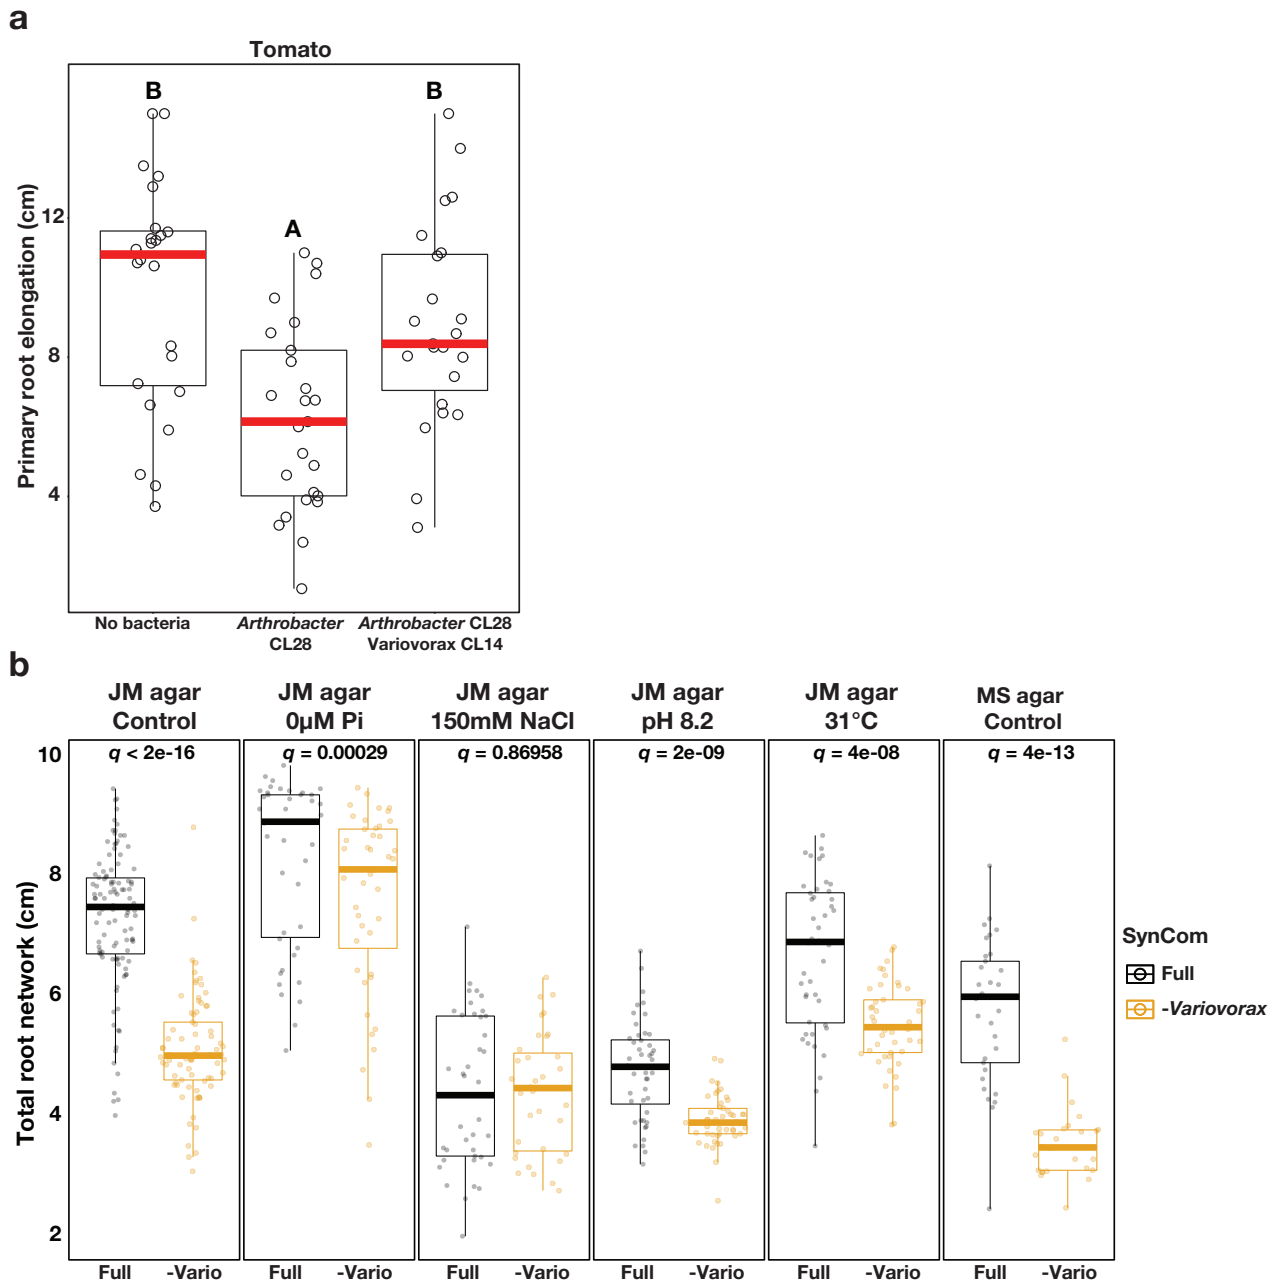 a
Tomato
B
B
A
Primary root elongation (cm)
12
8
4
No bacteria
Arthrobacter
CL28
Arthrobacter CL28
Variovorax CL14
b
JM agar
Control
JM agar
0µM Pi
JM agar
150mM NaCl
JM agar
pH 8.2
JM agar
31°C
MS agar
Control
q < 2e-16
q = 0.00029
q = 0.86958
q = 2e-09
q = 4e-08
q = 4e-13
Total root network (cm)
10
8
6
4
2
SynCom
Full
-Variovorax
Full
-Vario
Full
-Vario
Full
-Vario
Full
-Vario
Full
-Vario
Full
-Vario